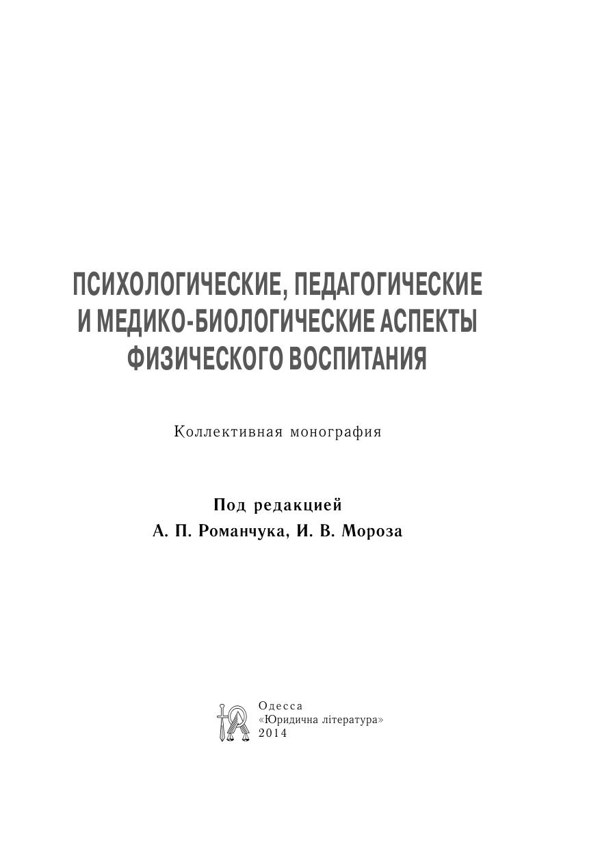 ПСИХОЛОГИЧЕСКИЕ, ПЕДАГОГИЧЕСКИЕ
И МЕДИКО-БИОЛОГИЧЕСКИЕ АСПЕКТЫ
ФИЗИЧЕСКОГО ВОСПИТАНИЯ
Коллективная монография
Под редакцией
А. П. Романчука, И. В. Мороза
Одесса
«Юридична література»
2014